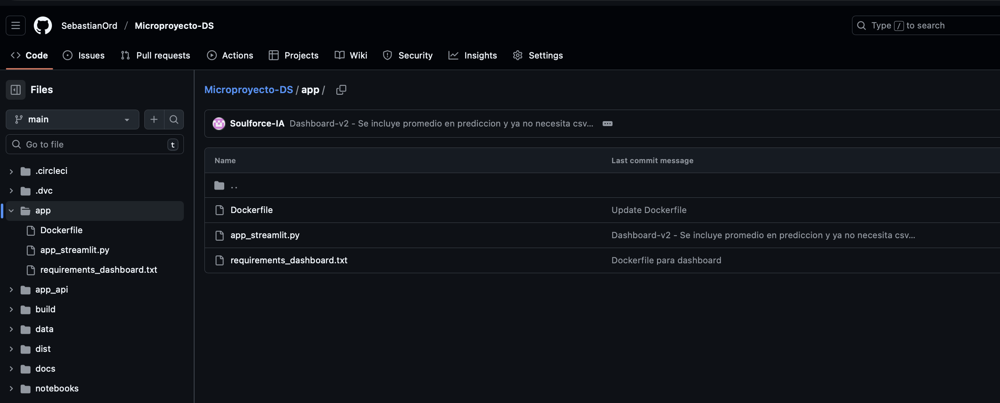 SebastianOrd / Microproyecto-DS
Type / to search
Code Issues Pull requests Actions Projects Wiki Security Insights Settings
Files
main
Go to file t
.circleci
.dvc
app
Dockerfile
app_streamlit.py
requirements_dashboard.txt
app_api
build
data
dist
docs
notebooks
Microproyecto-DS / app /
Soulforce-IA Dashboard-v2 - Se incluye promedio en prediccion y ya no necesita csv...
Name Last commit message
..
Dockerfile Update Dockerfile
app_streamlit.py Dashboard-v2 - Se incluye promedio en prediccion y ya no necesita csv...
requirements_dashboard.txt Dockerfile para dashboard